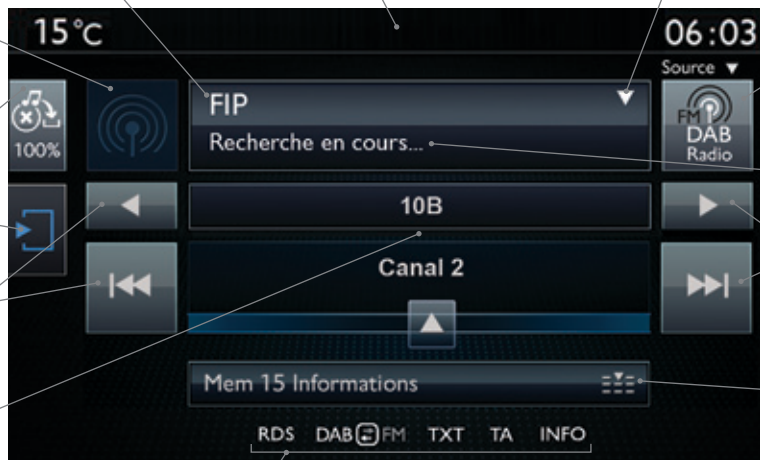 15°C
06:03
Source ▼
FIP
Recherche en cours...
FM
DAB
Radio
100%
10B
Canal 2
Mem 15 Informations
RDS DAB FM TXT TA INFO